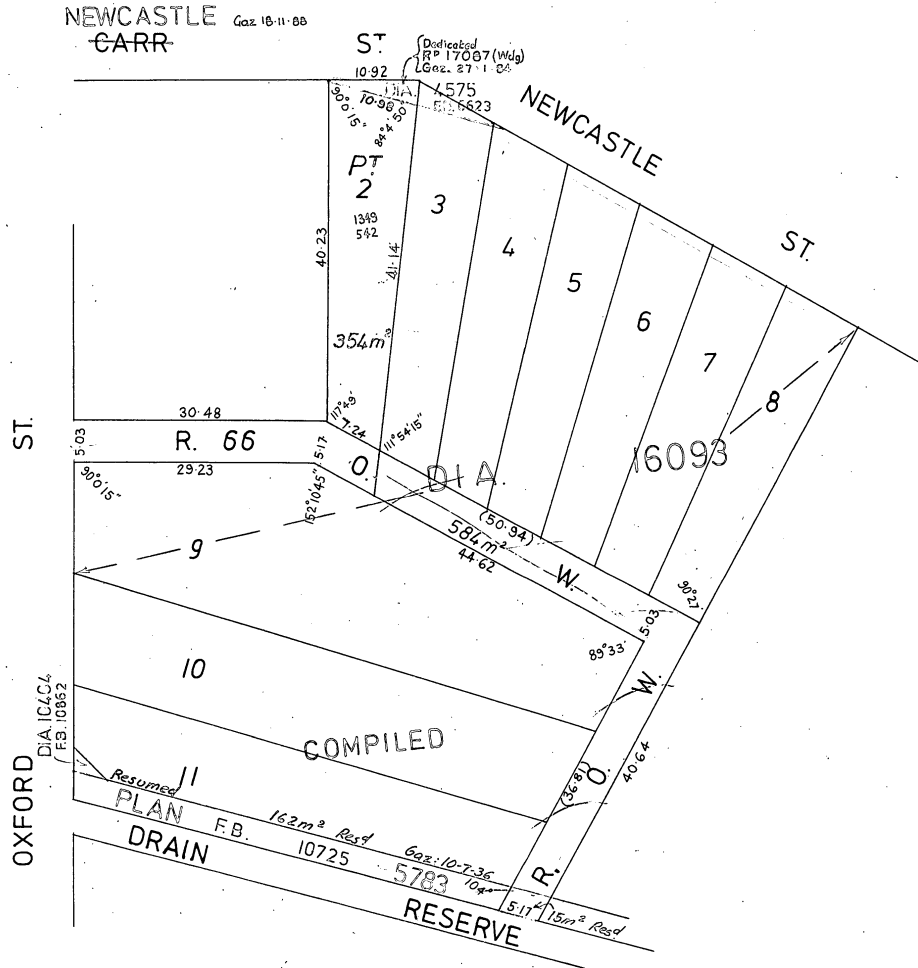 NEWCASTLE Gaz 18·11·88
CARR
ST.
Dedicated
RP 17087 (Wdg)
Gaz. 27·1·84
10.92
DIA. 4575
10.98
90°0'15"
84°4'50"
NEWCASTLE
ST.
PT
2
1349
542
3
4
5
6
7
8
40.23
41.14
354m²
117°49'
7.24
111°54'15"
30.48
ST.
5.03
R. 66
5.17
29.23
90°0'15"
152°10'45"
O.
DIA.
16093
(50.94)
584m²
44.62
W.
90°27'
5.03
89°33'
9
10
W.
DIA. 10404
F.B. 10862
COMPILED
40.64
O.
(36.81)
OXFORD
Resumed
11
PLAN F.B. 10725 5783
162m² Resd
Gaz: 10-7-36
104°
R.
DRAIN
RESERVE
5.17
15m² Resd